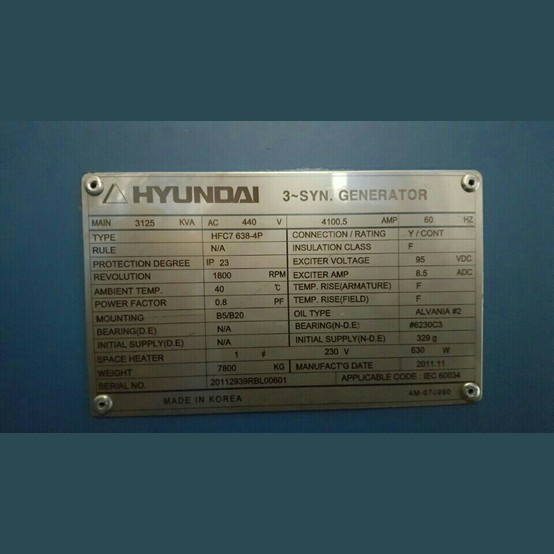 HYUNDAI 3~SYN. GENERATOR
MAIN 3125 KVA AC 440 V 4100.5 AMP 60 HZ
TYPE HFC7 638-4P CONNECTION / RATING Y / CONT
RULE N/A INSULATION CLASS F
PROTECTION DEGREE IP 23 EXCITER VOLTAGE 95 VDC
REVOLUTION 1800 RPM EXCITER AMP 8.5 ADC
AMBIENT TEMP. 40 ℃ TEMP. RISE(ARMATURE) F
POWER FACTOR 0.8 PF TEMP. RISE(FIELD) F
MOUNTING B5/B20 OIL TYPE ALVANIA #2
BEARING(D.E) N/A BEARING(N-D.E) #6230C3
INITIAL SUPPLY(D.E) N/A INITIAL SUPPLY(N-D.E) 329 g
SPACE HEATER 1 # 230 V 630 W
WEIGHT 7800 KG MANUFACT'G DATE 2011.11
SERIAL NO. 20112939RBL00601 APPLICABLE CODE : IEC 60034
MADE IN KOREA